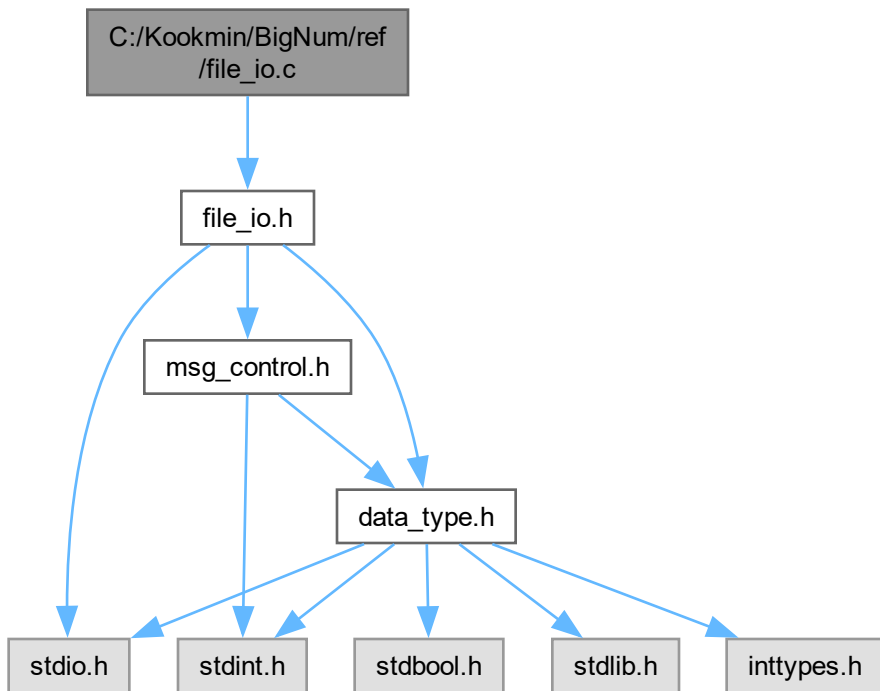 C:/Kookmin/BigNum/ref
/file_io.c
file_io.h
msg_control.h
data_type.h
stdio.h
stdint.h
stdbool.h
stdlib.h
inttypes.h